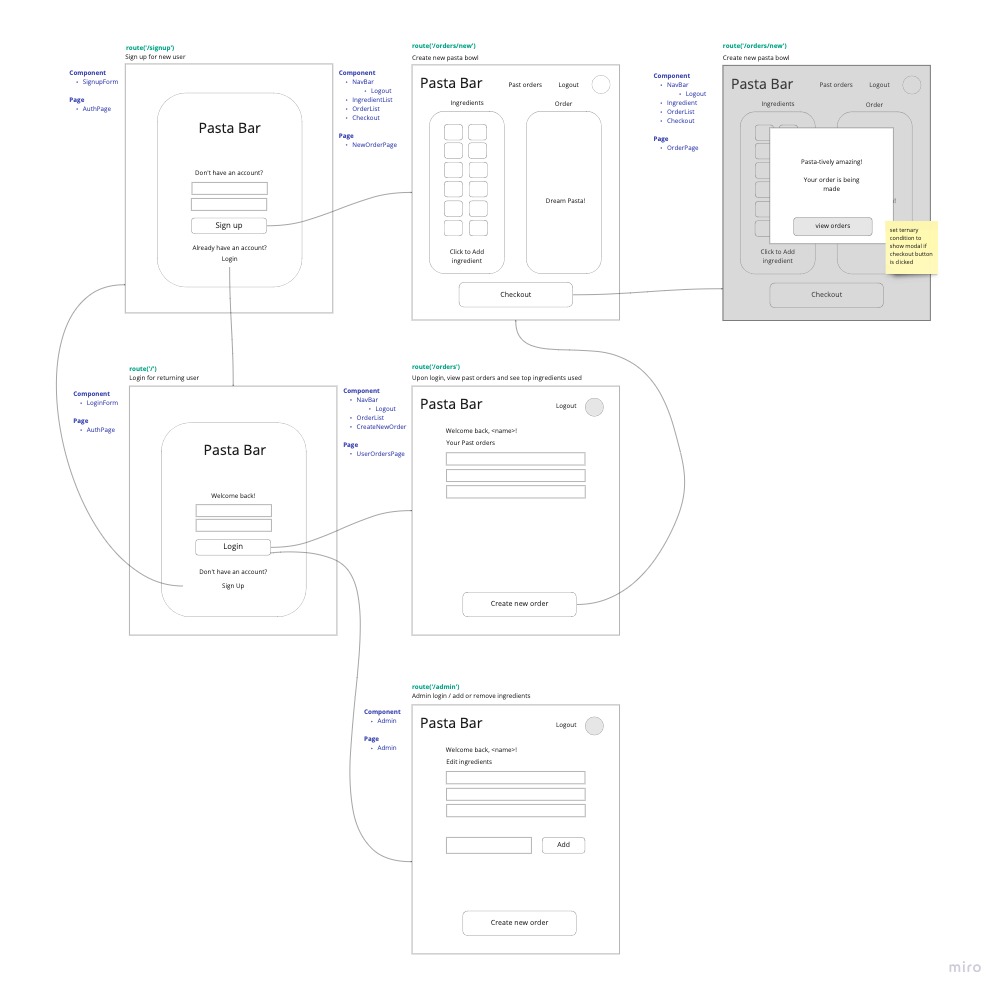 route('/signup')
Sign up for new user
Component
SignupForm
Page
AuthPage
Pasta Bar
Don't have an account?
Sign up
Already have an account?
Login
route('/orders/new')
Create new pasta bowl
Component
NavBar
Logout
IngredientList
OrderList
Checkout
Page
NewOrderPage
Pasta Bar
Past orders
Logout
Ingredients
Order
Dream Pasta!
Click to Add
ingredient
Checkout
route('/orders/new')
Create new pasta bowl
Component
NavBar
Logout
Ingredient
OrderList
Checkout
Page
OrderPage
Pasta Bar
Past orders
Logout
Ingredients
Order
Pasta-tively amazing!
Your order is being
made
view orders
set ternary
condition to
show modal if
checkout button
is clicked
Click to Add
ingredient
Checkout
route('/')
Login for returning user
Component
LoginForm
Page
AuthPage
Pasta Bar
Welcome back!
Login
Don't have an account?
Sign Up
route('/orders')
Upon login, view past orders and see top ingredients used
Component
NavBar
Logout
OrderList
CreateNewOrder
Page
UserOrdersPage
Pasta Bar
Logout
Welcome back, <name>!
Your Past orders
Create new order
route('/admin')
Admin login / add or remove ingredients
Component
Admin
Page
Admin
Pasta Bar
Logout
Welcome back, <name>!
Edit ingredients
Add
Create new order
miro